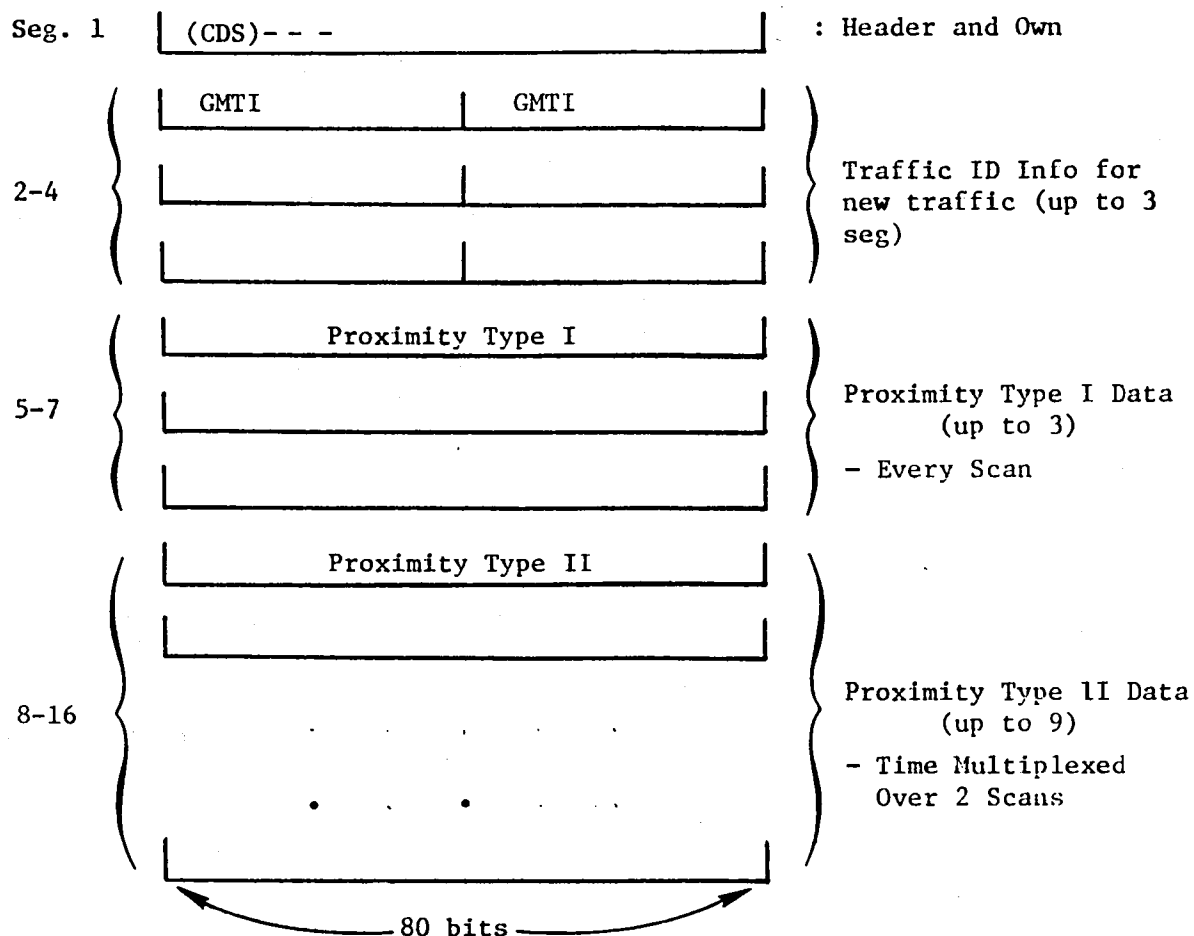 Seg. 1 (CDS)--- : Header and Own
GMTI GMTI
2-4
Traffic ID Info for
new traffic (up to 3
seg)
Proximity Type I
5-7
Proximity Type I Data
(up to 3)
- Every Scan
Proximity Type II
8-16
Proximity Type II Data
(up to 9)
- Time Multiplexed
Over 2 Scans
80 bits